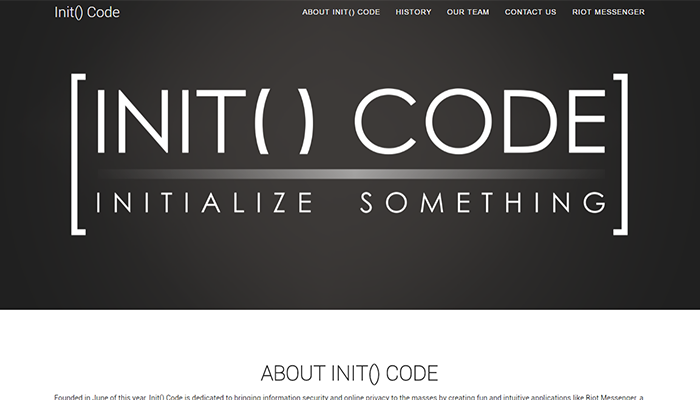 Init() Code
ABOUT INIT() CODE HISTORY OUR TEAM CONTACT US RIOT MESSENGER
[INIT() CODE
INITIALIZE SOMETHING]
ABOUT INIT() CODE
Founded in June of this year, Init() Code is dedicated to bringing information security and online privacy to the masses by creating fun and intuitive applications like Riot Messenger, a